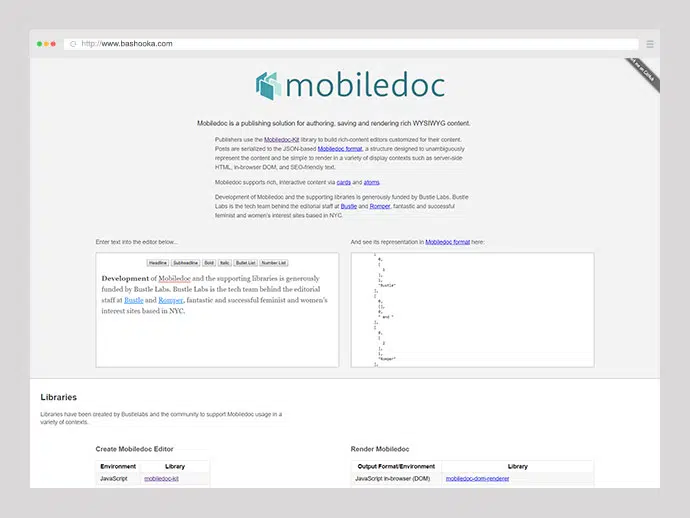 http://www.bashooka.com
mobiledoc
Mobiledoc is a publishing solution for authoring, saving and rendering rich WYSIWYG content.
Publishers use the Mobiledoc-Kit library to build rich-content editors customized for their content.
Posts are serialized to the JSON-based Mobiledoc format, a structure designed to unambiguously
represent the content and be simple to render in a variety of display contexts such as server-side
HTML, in-browser DOM, and SEO-friendly text.
Mobiledoc supports rich, interactive content via cards and atoms.
Development of Mobiledoc and the supporting libraries is generously funded by Bustle Labs. Bustle
Labs is the tech team behind the editorial staff at Bustle and Romper, fantastic and successful
feminist and women's interest sites based in NYC.
Enter text into the editor below...
Headline Subheadline Bold Italic Bullet List Number List
Development of Mobiledoc and the supporting libraries is generously
funded by Bustle Labs. Bustle Labs is the tech team behind the editorial
staff at Bustle and Romper, fantastic and successful feminist and women's
interest sites based in NYC.
And see its representation in Mobiledoc format here:
0,
[
1
],
1,
"Bustle"
],
[
0,
[],
0,
" and "
],
[
0,
[
2
],
1,
"Romper"
],
Libraries
Libraries have been created by Bustlelabs and the community to support Mobiledoc usage in a
variety of contexts.
Create Mobiledoc Editor
Environment Library
JavaScript mobiledoc-kit
Render Mobiledoc
Output Format/Environment Library
JavaScript in-browser (DOM) mobiledoc-dom-renderer